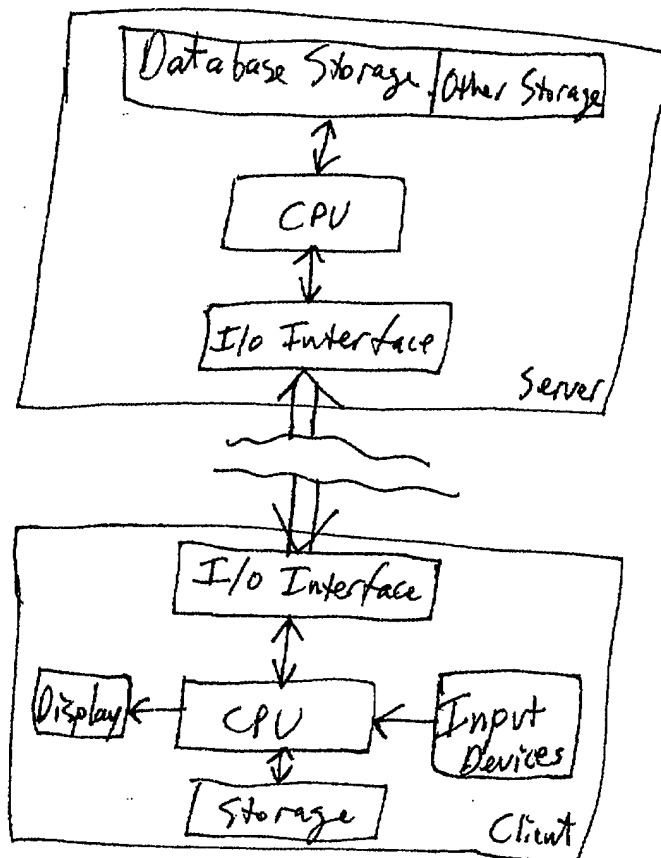 Database Storage
Other Storage
CPU
I/o Interface
Server
I/o Interface
Display
CPU
Input
Devices
Storage
Client